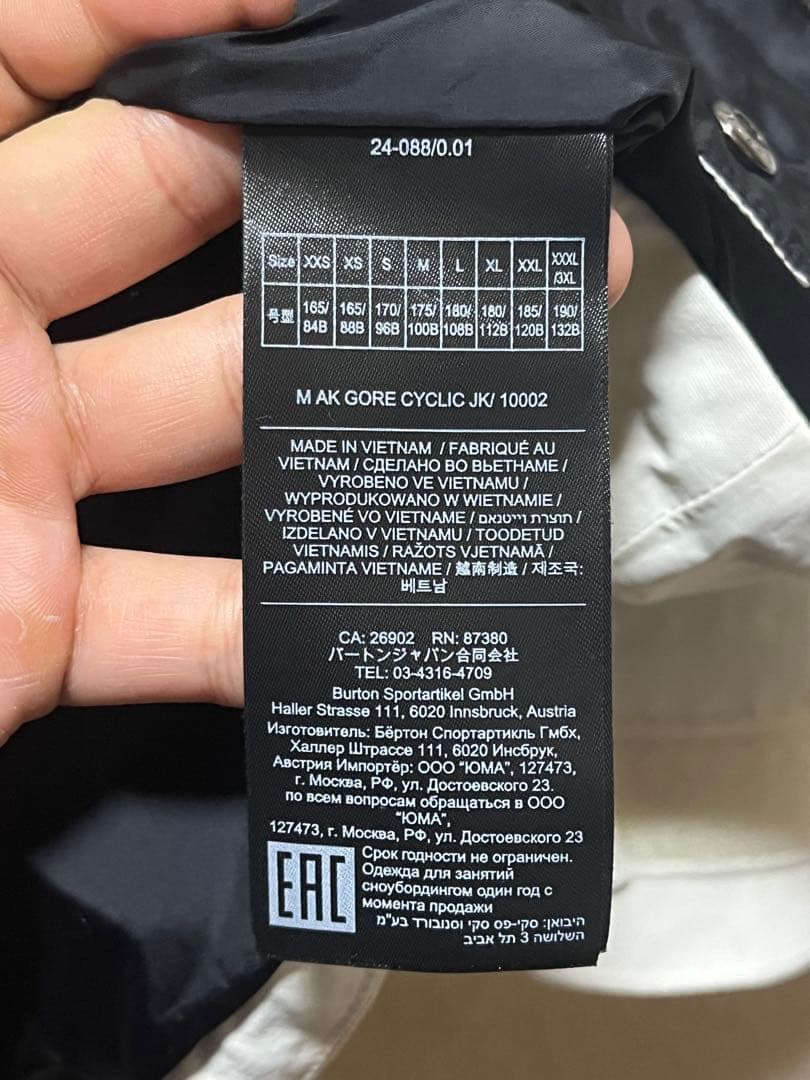 24-088/0.01
Size XXS XS S M L XL XXL XXXL/3XL
号型 165/84B 165/88B 170/96B 175/100B 180/108B 180/112B 185/120B 190/132B
M AK GORE CYCLIC JK/ 10002
MADE IN VIETNAM / FABRIQUÉ AU
VIETNAM / СДЕЛАНО ВО ВЬЕТНАМЕ /
VYROBENO VE VIETNAMU /
WYPRODUKOWANO W WIETNAMIE /
VYROBENÉ VO VIETNAME / תוצרת וייטנאם /
IZDELANO V VIETNAMU / TOODETUD
VIETNAMIS / RAŽOTS VJETNAMĀ /
PAGAMINTA VIETNAME / 越南制造 / 제조국:
베트남
CA: 26902 RN: 87380
バートンジャパン合同会社
TEL: 03-4316-4709
Burton Sportartikel GmbH
Haller Strasse 111, 6020 Innsbruck, Austria
Изготовитель: Бёртон Спортартикль Гмбх,
Халлер Штрассе 111, 6020 Инсбрук,
Австрия Импортёр: ООО "ЮМА", 127473,
г. Москва, РФ, ул. Достоевского 23.
по всем вопросам обращаться в ООО
"ЮМА",
127473, г. Москва, РФ, ул. Достоевского 23
EAC
Срок годности не ограничен.
Одежда для занятий
сноубордингом один год с
момента продажи
היבואן: סקי-פס סקי וסנובורד בע"מ
השלושה 3 תל אביב